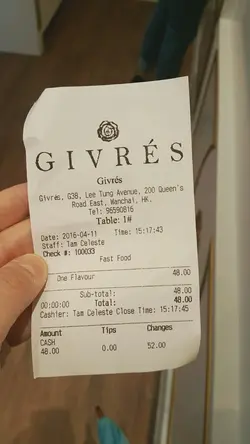 GIVRÉS
Givrés
Givrés, G38, Lee Tung Avenue, 200 Queen's
Road East, Wanchai, HK.
Tel: 96590816
Table: 1#
Date: 2016-04-11 Time: 15:17:43
Staff: Tam Celeste
Check #: 100033
Fast Food
One Flavour 48.00
Sub-total: 48.00
00:00:00 Total: 48.00
Cashier: Tam Celeste Close Time: 15:17:45
Amount Tips Changes
CASH
48.00 0.00 52.00